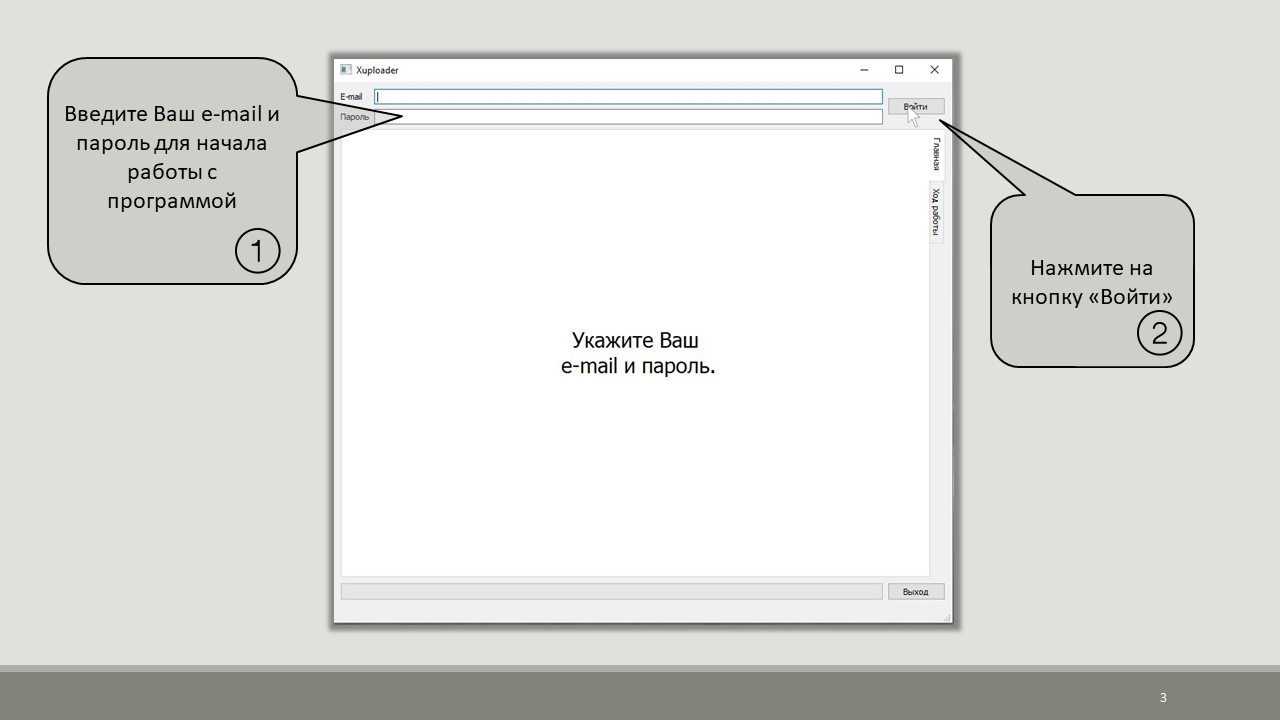 Введите Ваш e-mail и
пароль для начала
работы с
программой
1
Xuploader
E-mail
Пароль
Войти
Главная
Ход работы
Укажите Ваш
e-mail и пароль.
Выход
Нажмите на
кнопку «Войти»
2
3